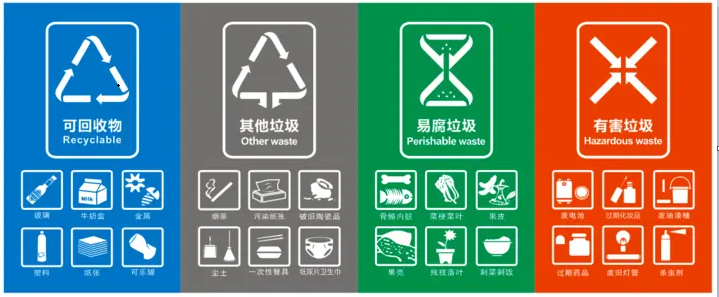 可回收物
Recyclable
玻璃
牛奶盒
金属
MILK
塑料
纸张
可乐罐
其他垃圾
Other waste
烟蒂
污染纸张
破旧陶瓷品
尘土
一次性餐具
纸尿片卫生巾
易腐垃圾
Perishable waste
骨骼内脏
菜梗菜叶
果皮
果壳
残枝落叶
剩菜剩饭
有害垃圾
Hazardous waste
废电池
过期化妆品
废油漆桶
过期药品
废旧灯管
杀虫剂